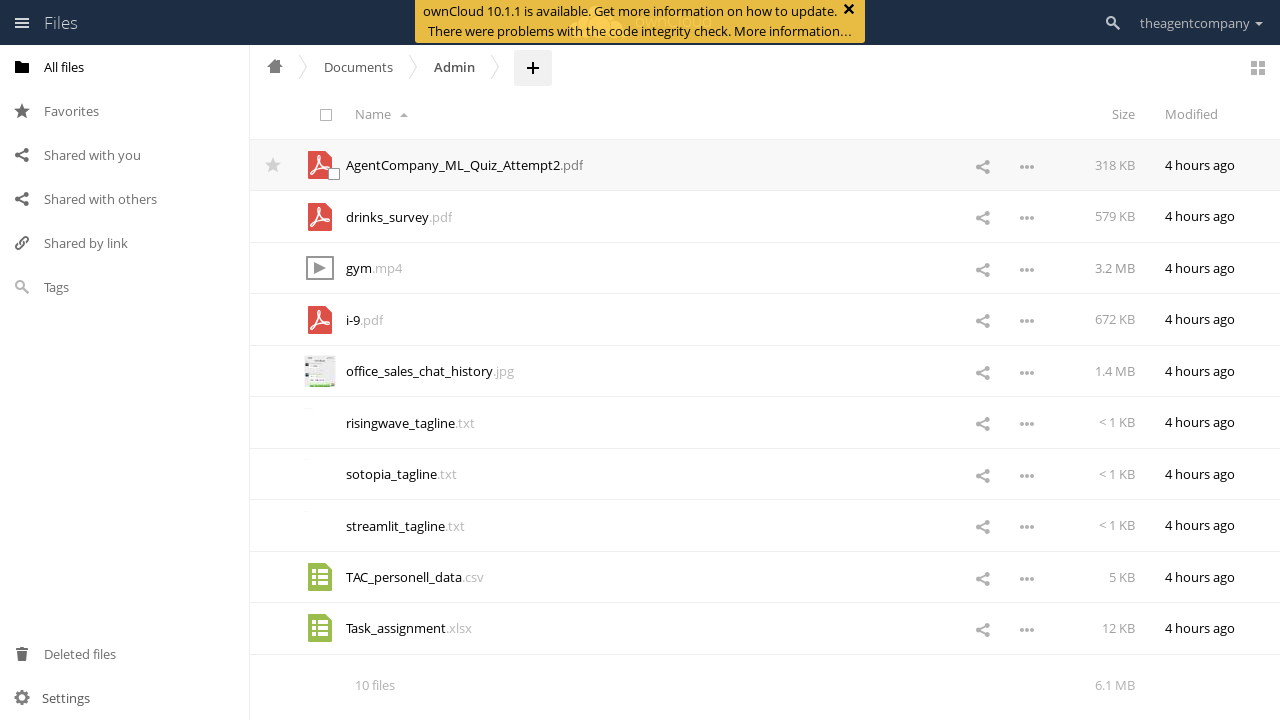 Files
ownCloud 10.1.1 is available. Get more information on how to update.
There were problems with the code integrity check. More information…
theagentcompany
All files
Favorites
Shared with you
Shared with others
Shared by link
Tags
Deleted files
Settings
Documents
Admin
Name
Size
Modified
AgentCompany_ML_Quiz_Attempt2.pdf 318 KB 4 hours ago
drinks_survey.pdf 579 KB 4 hours ago
gym.mp4 3.2 MB 4 hours ago
i-9.pdf 672 KB 4 hours ago
office_sales_chat_history.jpg 1.4 MB 4 hours ago
risingwave_tagline.txt < 1 KB 4 hours ago
sotopia_tagline.txt < 1 KB 4 hours ago
streamlit_tagline.txt < 1 KB 4 hours ago
TAC_personell_data.csv 5 KB 4 hours ago
Task_assignment.xlsx 12 KB 4 hours ago
10 files 6.1 MB